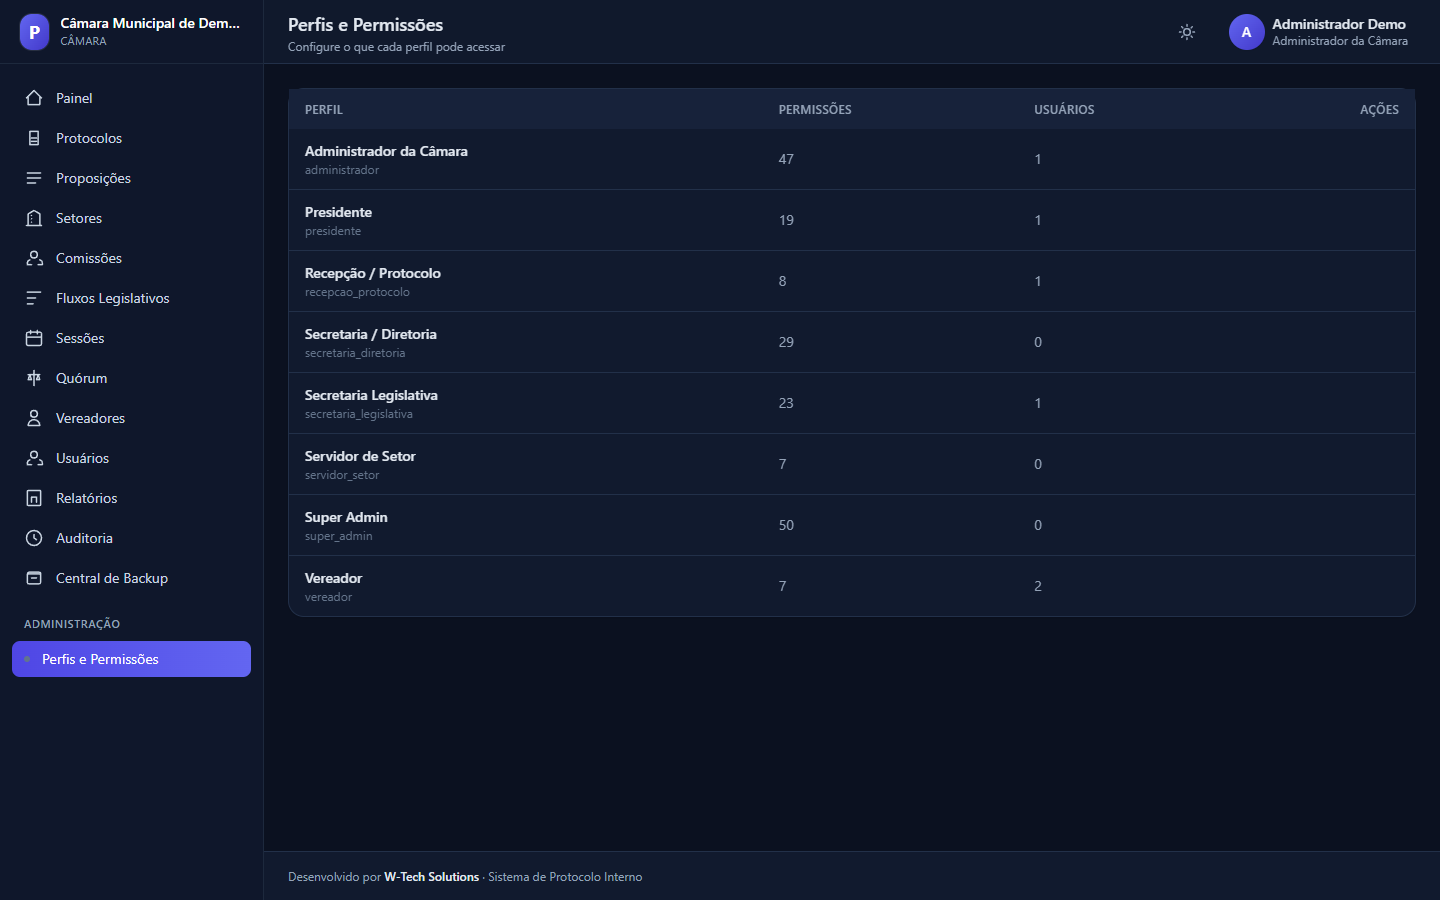 P
Câmara Municipal de Dem...
CÂMARA
Painel
Protocolos
Proposições
Setores
Comissões
Fluxos Legislativos
Sessões
Quórum
Vereadores
Usuários
Relatórios
Auditoria
Central de Backup
ADMINISTRAÇÃO
Perfis e Permissões
Perfis e Permissões
Configure o que cada perfil pode acessar
A
Administrador Demo
Administrador da Câmara
PERFIL PERMISSÕES USUÁRIOS AÇÕES
Administrador da Câmara 47 1
administrador
Presidente 19 1
presidente
Recepção / Protocolo 8 1
recepcao_protocolo
Secretaria / Diretoria 29 0
secretaria_diretoria
Secretaria Legislativa 23 1
secretaria_legislativa
Servidor de Setor 7 0
servidor_setor
Super Admin 50 0
super_admin
Vereador 7 2
vereador
Desenvolvido por W-Tech Solutions · Sistema de Protocolo Interno